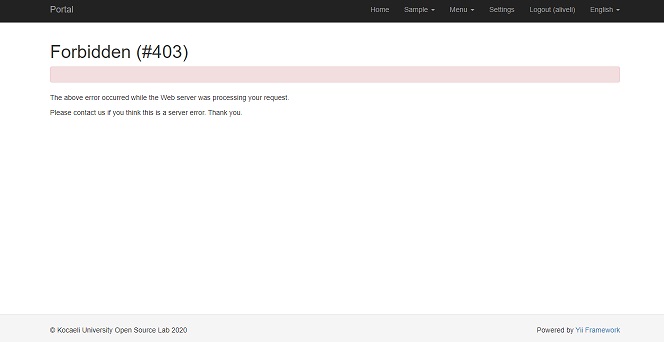 Portal Home Sample Menu Settings Logout (aliveli) English
Forbidden (#403)
The above error occurred while the Web server was processing your request.
Please contact us if you think this is a server error. Thank you.
© Kocaeli University Open Source Lab 2020 Powered by Yii Framework